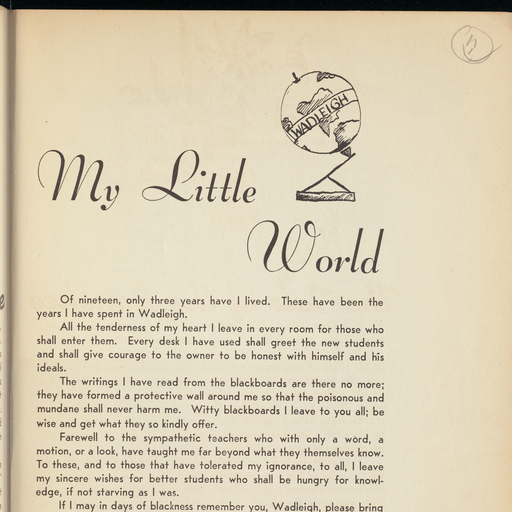 WADLEIGH
My Little
World
Of nineteen, only three years have I lived. These have been the
years I have spent in Wadleigh.
All the tenderness of my heart I leave in every room for those who
shall enter them. Every desk I have used shall greet the new students
and shall give courage to the owner to be honest with himself and his
ideals.
The writings I have read from the blackboards are there no more;
they have formed a protective wall around me so that the poisonous and
mundane shall never harm me. Witty blackboards I leave to you all; be
wise and get what they so kindly offer.
Farewell to the sympathetic teachers who with only a word, a
motion, or a look, have taught me far beyond what they themselves know.
To these, and to those that have tolerated my ignorance, to all, I leave
my sincere wishes for better students who shall be hungry for knowl-
edge, if not starving as I was.
If I may in days of blackness remember you, Wadleigh, please bring